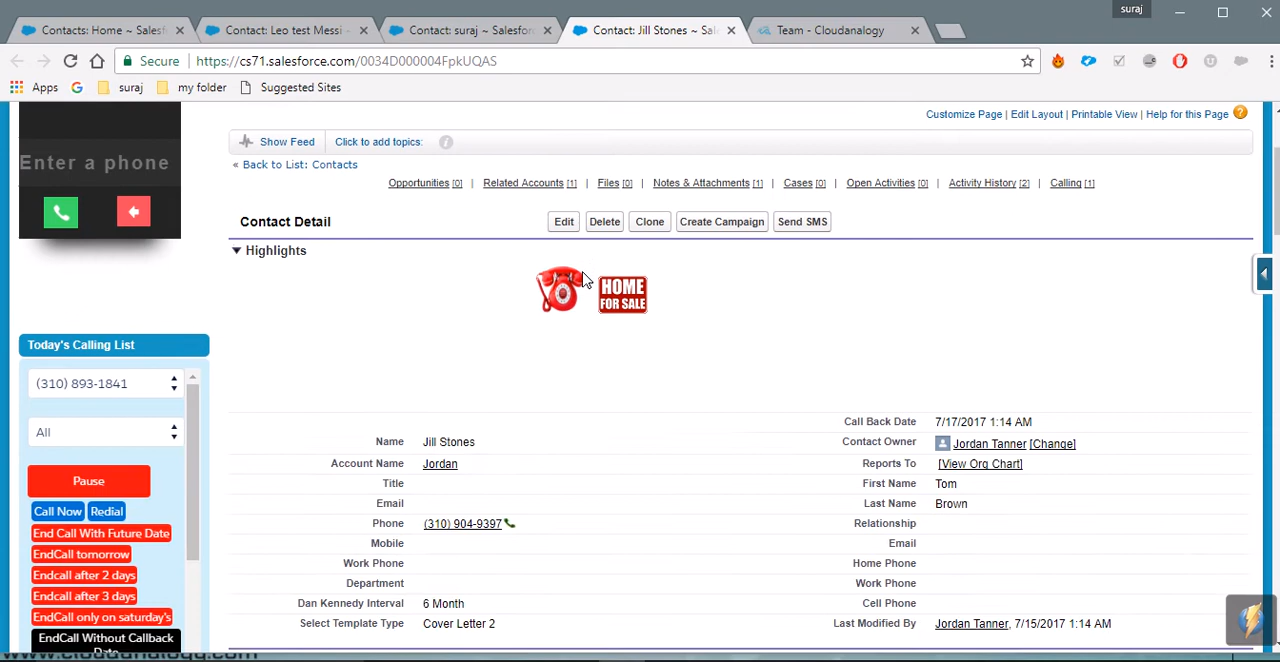 suraj
Contacts: Home ~ Salesf
Contact: Leo test Messi ~
Contact: suraj ~ Salesfor
Contact: Jill Stones ~ Sal
Team - Cloudanalogy
Secure
https://cs71.salesforce.com/0034D000004FpkUQAS
Apps
suraj
my folder
Suggested Sites
Customize Page | Edit Layout | Printable View | Help for this Page
Enter a phone
Show Feed
Click to add topics:
« Back to List: Contacts
Opportunities [0] | Related Accounts [1] | Files [0] | Notes & Attachments [1] | Cases [0] | Open Activities [0] | Activity History [2] | Calling [1]
Contact Detail
Edit
Delete
Clone
Create Campaign
Send SMS
Highlights
HOME
FOR SALE
Today's Calling List
(310) 893-1841
All
Pause
Call Now
Redial
End Call With Future Date
EndCall tomorrow
Endcall after 2 days
Endcall after 3 days
EndCall only on saturday's
EndCall Without Callback
Date
Call Back Date 7/17/2017 1:14 AM
Name Jill Stones
Contact Owner Jordan Tanner [Change]
Account Name Jordan
Reports To [View Org Chart]
Title
First Name Tom
Email
Last Name Brown
Phone (310) 904-9397
Relationship
Mobile
Email
Work Phone
Home Phone
Department
Work Phone
Dan Kennedy Interval 6 Month
Cell Phone
Select Template Type Cover Letter 2
Last Modified By Jordan Tanner, 7/15/2017 1:14 AM